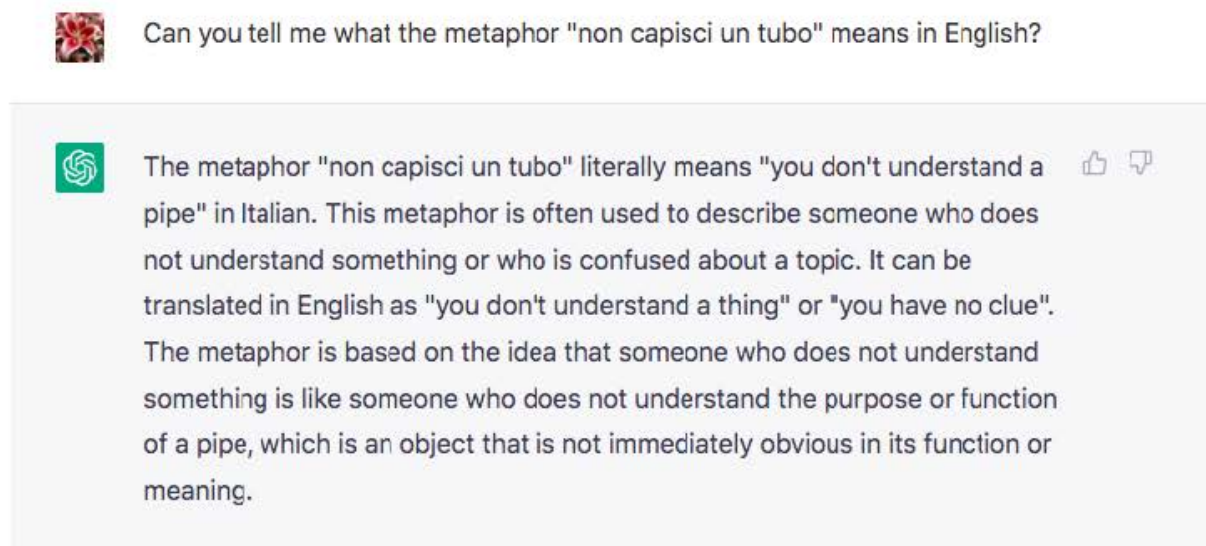 Can you tell me what the metaphor "non capisci un tubo" means in English?
The metaphor "non capisci un tubo" literally means "you don't understand a
pipe" in Italian. This metaphor is often used to describe someone who does
not understand something or who is confused about a topic. It can be
translated in English as "you don't understand a thing" or "you have no clue".
The metaphor is based on the idea that someone who does not understand
something is like someone who does not understand the purpose or function
of a pipe, which is an object that is not immediately obvious in its function or
meaning.